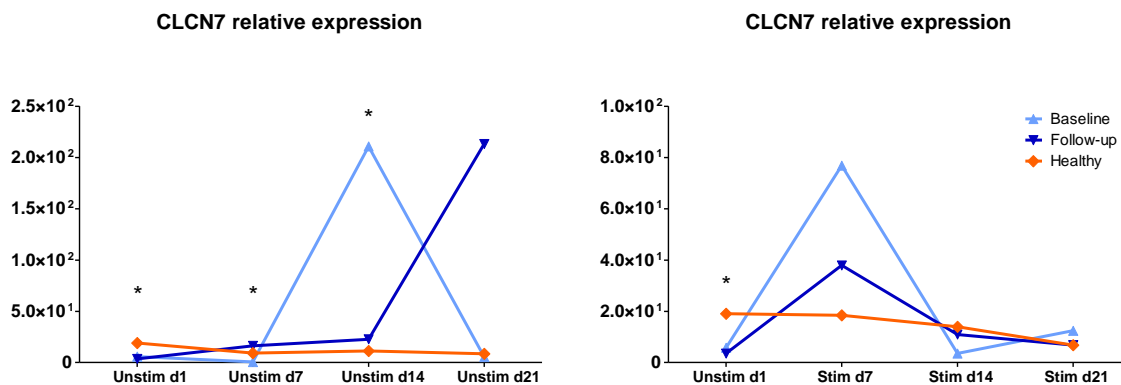 CLCN7 relative expression
2.5×10²
2.0×10²
1.5×10²
1.0×10²
5.0×10¹
0
*
*
*
Unstim d1 Unstim d7 Unstim d14 Unstim d21
CLCN7 relative expression
1.0×10²
8.0×10¹
6.0×10¹
4.0×10¹
2.0×10¹
0
*
Baseline
Follow-up
Healthy
Unstim d1 Stim d7 Stim d14 Stim d21